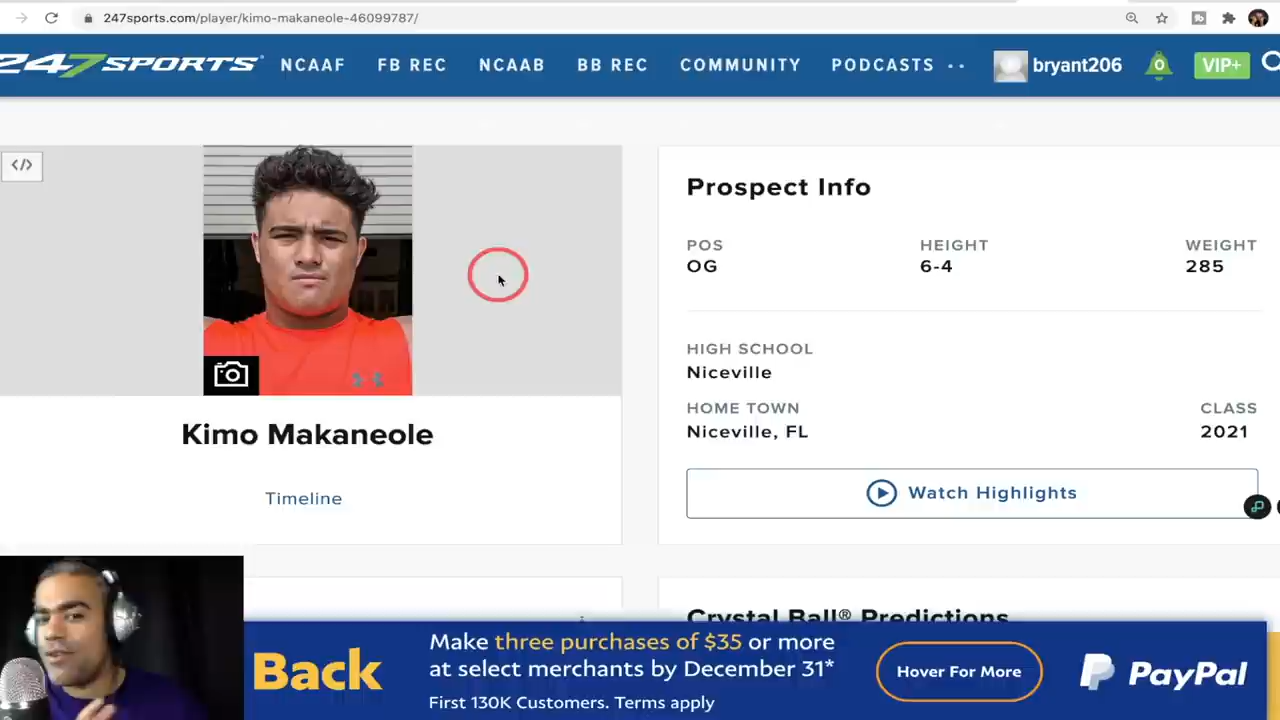 247sports.com/player/kimo-makaneole-46099787/
247SPORTS NCAAF FB REC NCAAB BB REC COMMUNITY PODCASTS •• bryant206 0 VIP+
</>
Kimo Makaneole
Timeline
Prospect Info
POS HEIGHT WEIGHT
OG 6-4 285
HIGH SCHOOL
Niceville
HOME TOWN CLASS
Niceville, FL 2021
Watch Highlights
Crystal Ball® Predictions
Back
Make three purchases of $35 or more
at select merchants by December 31*
First 130K Customers. Terms apply
Hover For More
PayPal